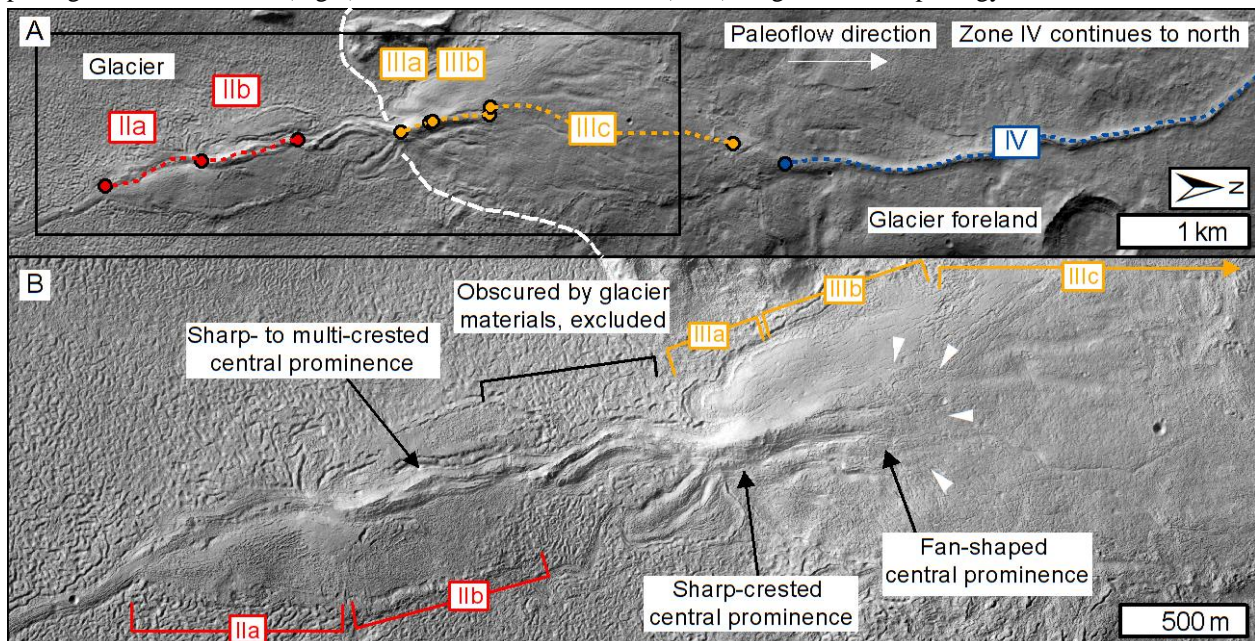 A
Glacier
IIa
IIb
IIIa
IIIb
IIIc
Paleoflow direction
Zone IV continues to north
IV
N
Glacier foreland
1 km
B
Sharp- to multi-crested
central prominence
Obscured by glacier
materials, excluded
IIIa
IIIb
IIIc
IIa
IIb
Sharp-crested
central prominence
Fan-shaped
central prominence
500 m